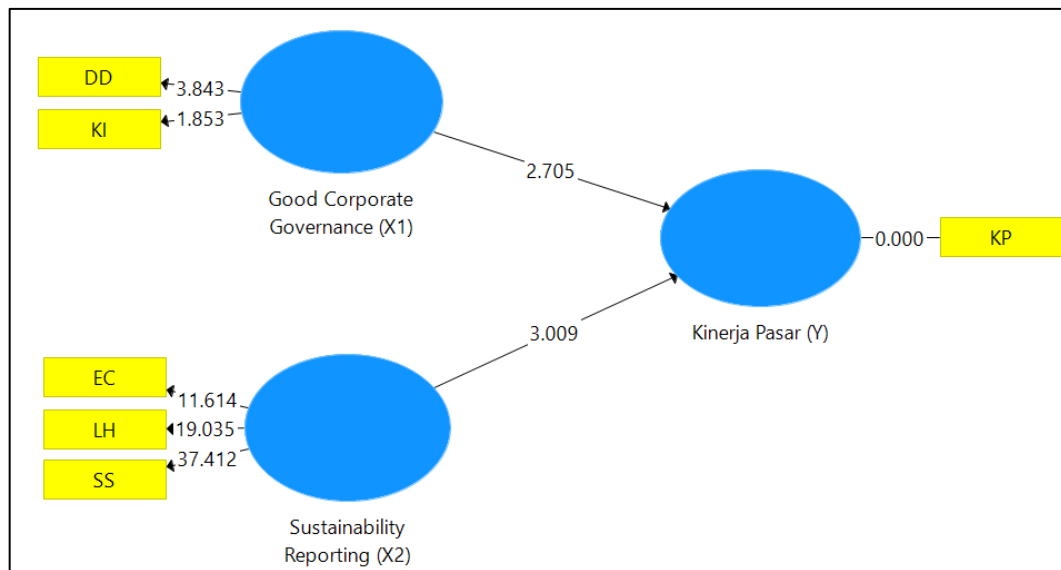 DD
3.843
KI
1.853
Good Corporate
Governance (X1)
2.705
KP
0.000
Kinerja Pasar (Y)
3.009
EC
11.614
LH
19.035
SS
37.412
Sustainability
Reporting (X2)